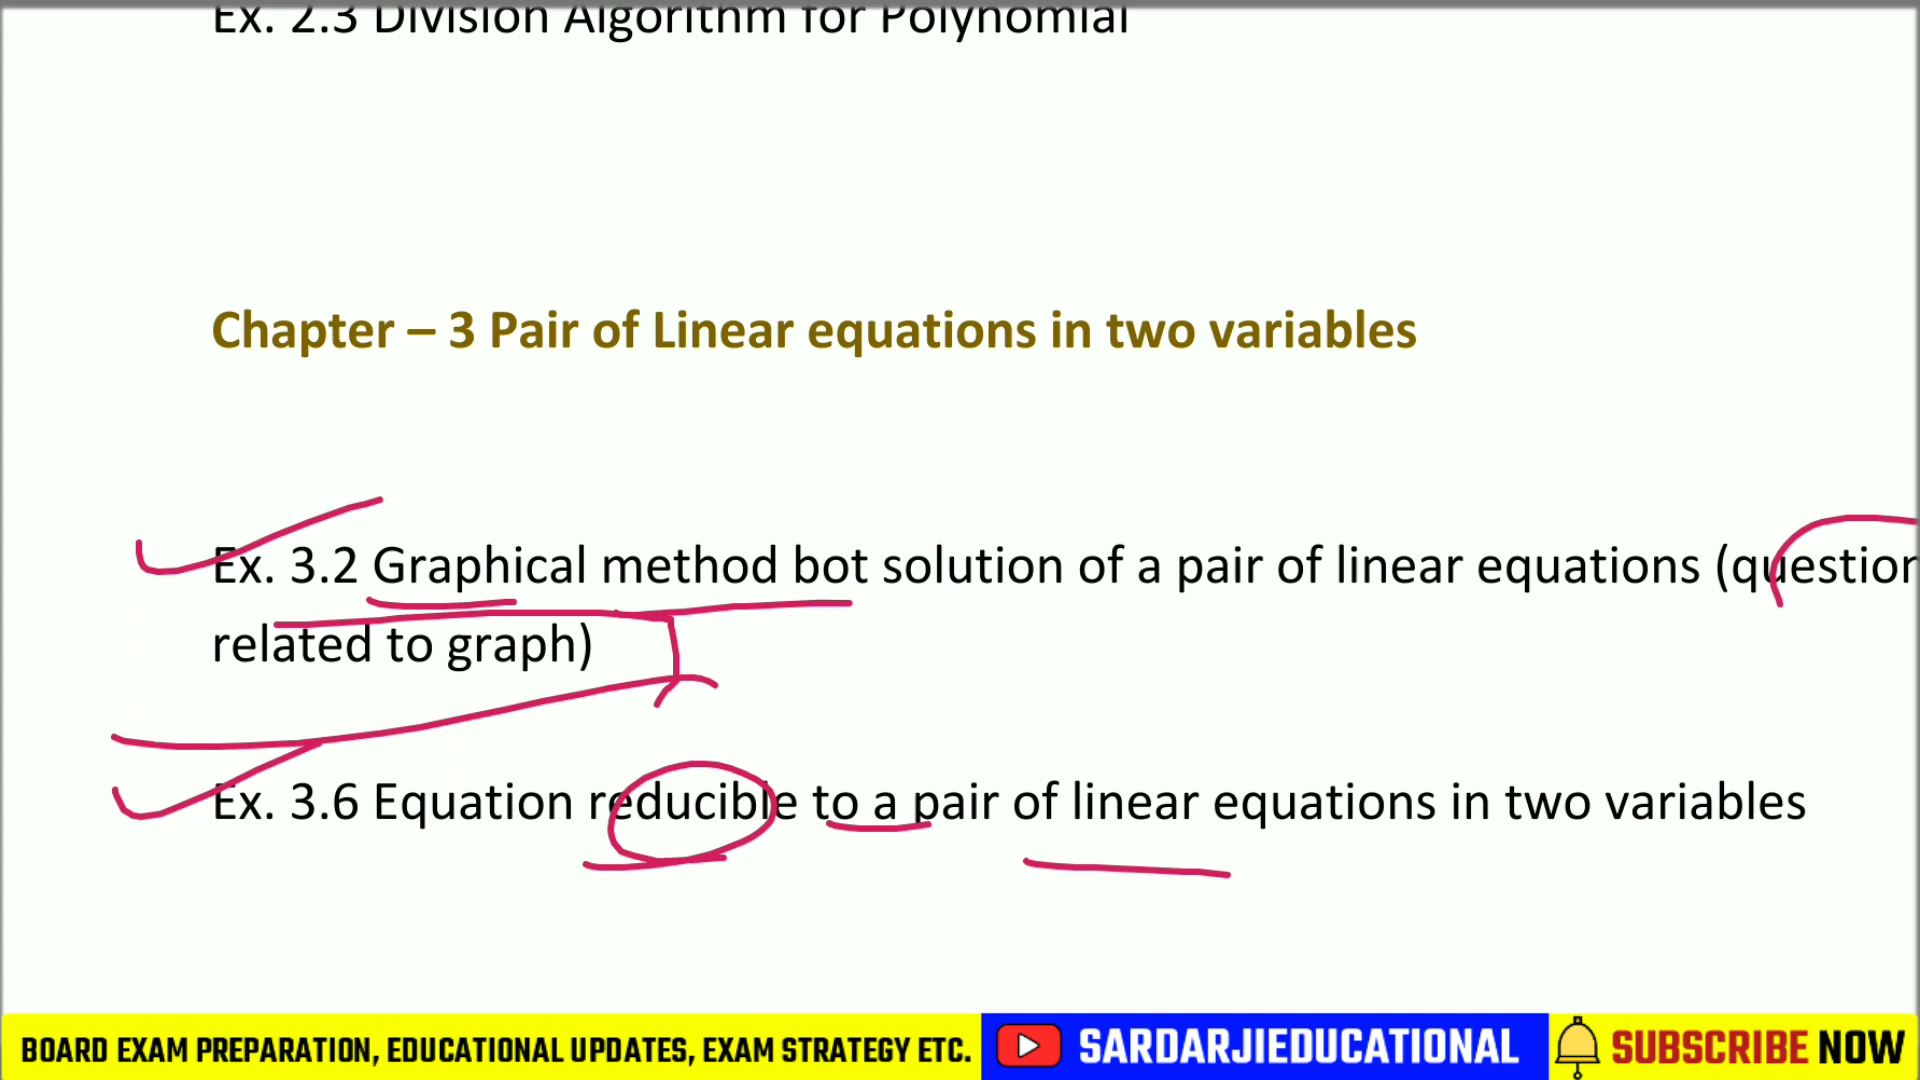 Ex. 2.3 Division Algorithm for Polynomial
Chapter – 3 Pair of Linear equations in two variables
Ex. 3.2 Graphical method bot solution of a pair of linear equations (question
related to graph)
Ex. 3.6 Equation reducible to a pair of linear equations in two variables
BOARD EXAM PREPARATION, EDUCATIONAL UPDATES, EXAM STRATEGY ETC. SARDARJIEDUCATIONAL SUBSCRIBE NOW